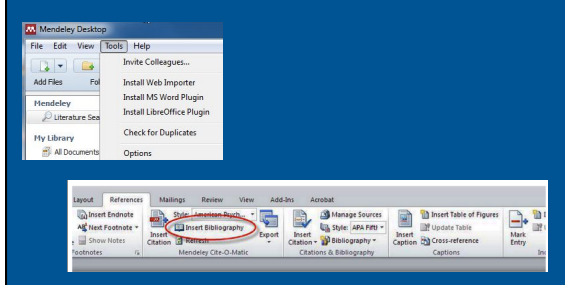 Mendeley Desktop
File Edit View Tools Help
Invite Colleagues...
Add Files
Install Web Importer
Install MS Word Plugin
Mendeley
Install LibreOffice Plugin
Literature Sea
My Library
Check for Duplicates
All Documents
Options
Layout References Mailings Review View Add-Ins Acrobat
Insert Endnote
Style: American Psych...
Manage Sources
Insert Table of Figures
Next Footnote
Insert Bibliography
Style: APA Fifth
Update Table
Show Notes
Insert Citation
Refresh
Export
Insert Citation
Bibliography
Insert Caption
Cross-reference
Mark Entry
Footnotes
Mendeley Cite-O-Matic
Citations & Bibliography
Captions